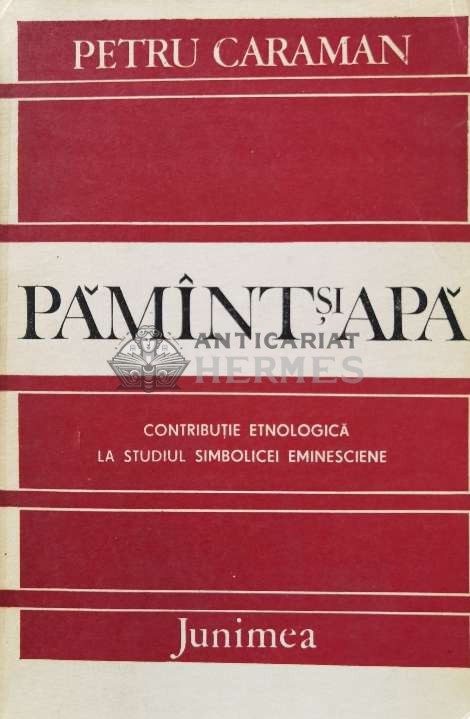 PETRU CARAMAN
PĂMÎNT ȘI APĂ
ANTICARIAT
HERMES
CONTRIBUȚIE ETNOLOGICĂ
LA STUDIUL SIMBOLICEI EMINESCIENE
Junimea